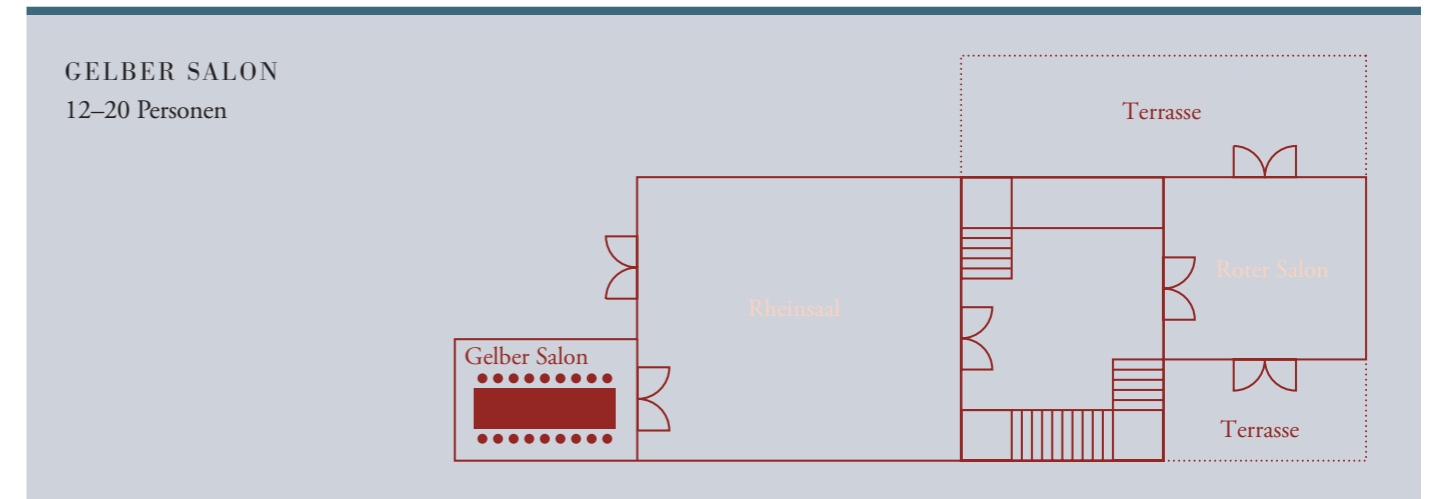 GELBER SALON
12–20 Personen
Terrasse
Roter Salon
Rheinsaal
Gelber Salon
Terrasse